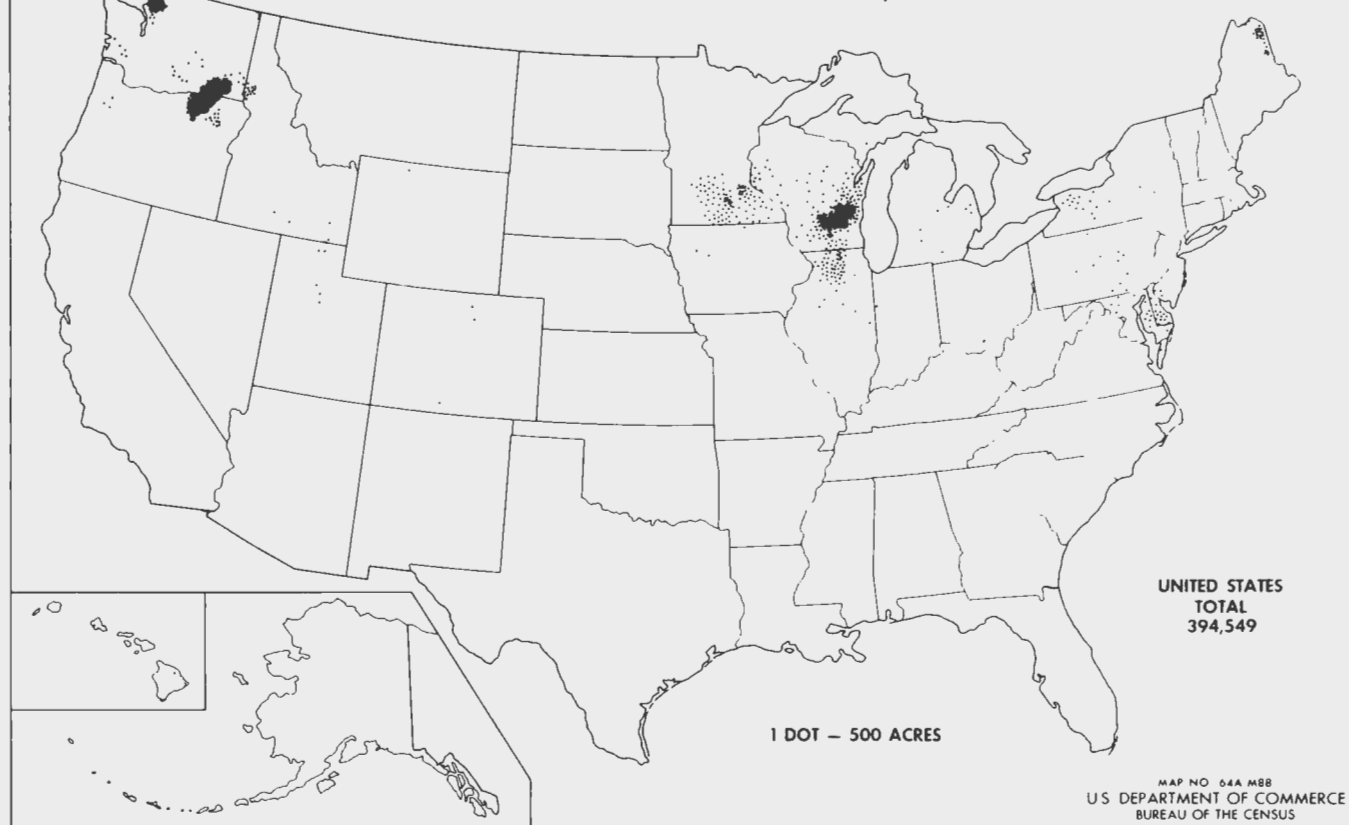 UNITED STATES
TOTAL
394,549
1 DOT — 500 ACRES
MAP NO 64A M88
U S DEPARTMENT OF COMMERCE
BUREAU OF THE CENSUS